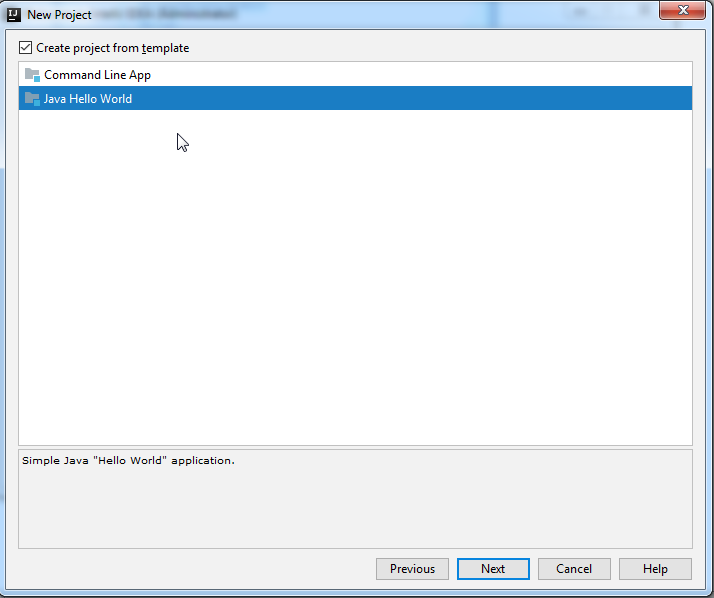 IJ New Project
Create project from template
Command Line App
Java Hello World
Simple Java "Hello World" application.
Previous Next Cancel Help